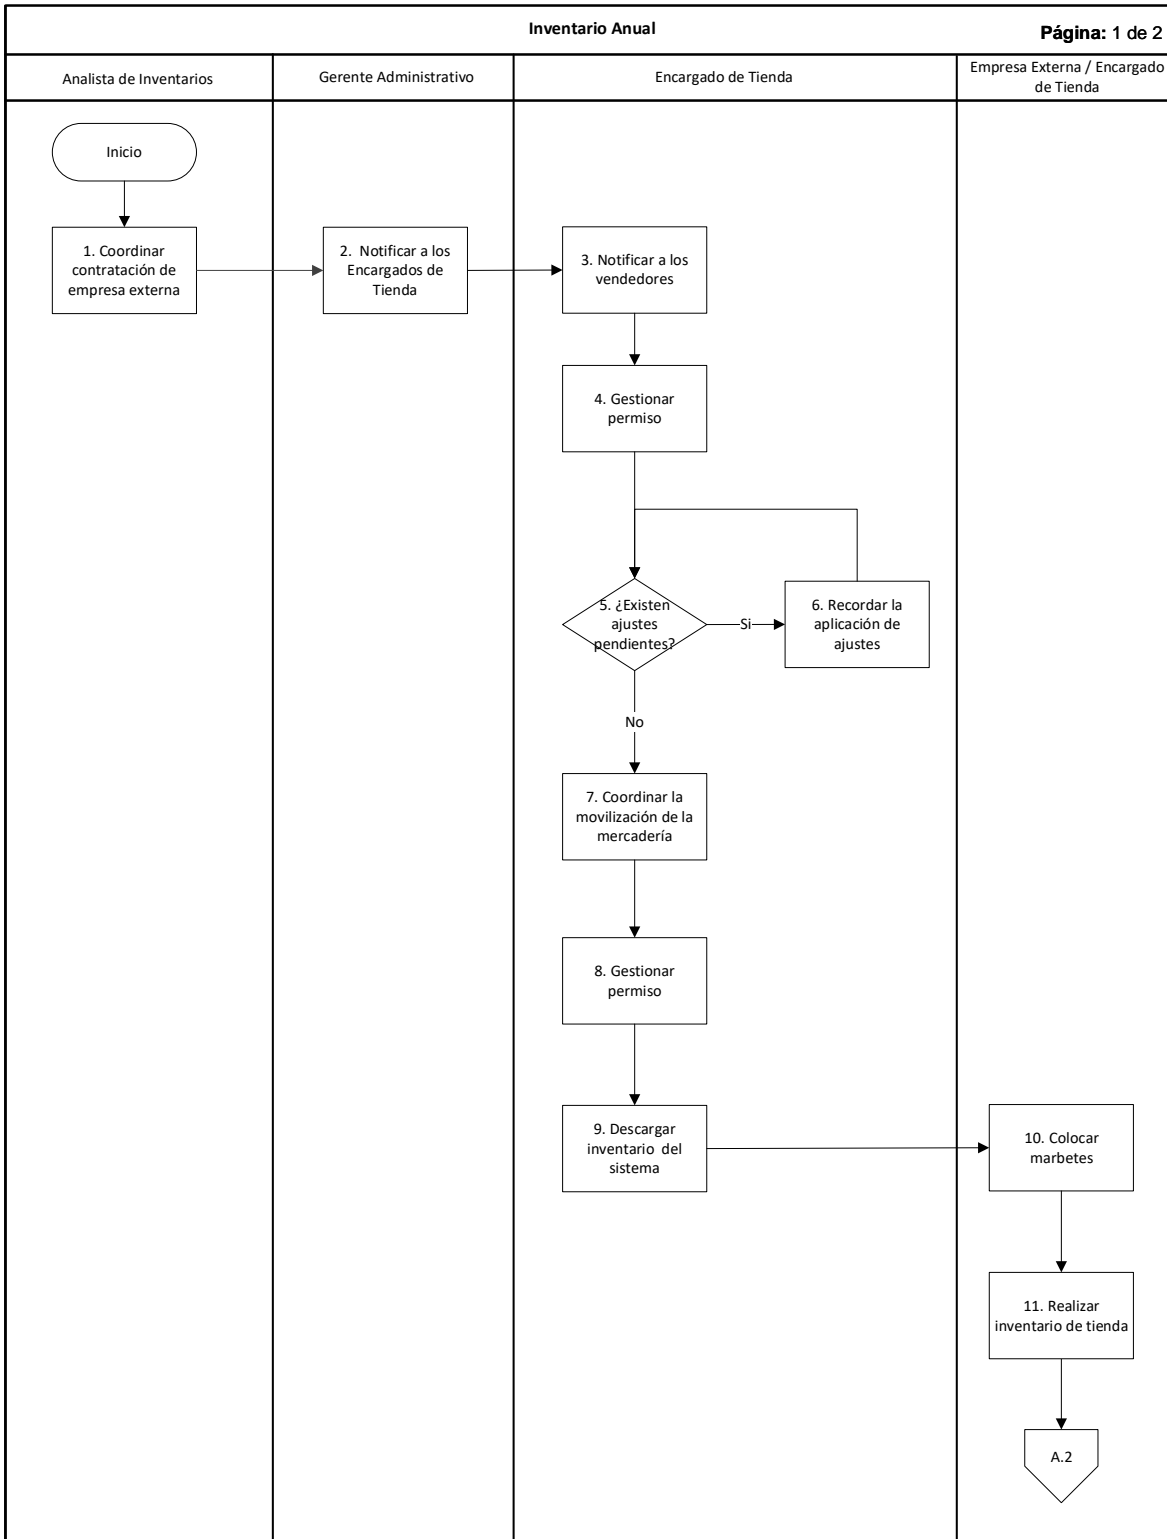 Inventario Anual
Página: 1 de 2
Analista de Inventarios
Gerente Administrativo
Encargado de Tienda
Empresa Externa / Encargado
de Tienda
Inicio
1. Coordinar
contratación de
empresa externa
2. Notificar a los
Encargados de
Tienda
3. Notificar a los
vendedores
4. Gestionar
permiso
5. ¿Existen
ajustes
pendientes?
Si
6. Recordar la
aplicación de
ajustes
No
7. Coordinar la
movilización de la
mercadería
8. Gestionar
permiso
9. Descargar
inventario del
sistema
10. Colocar
marbetes
11. Realizar
inventario de tienda
A.2